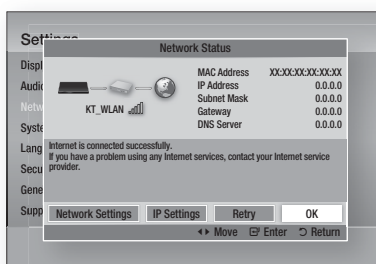 Settings
Network Status
Displ
Audio
Netw
Syste
Lang
Secu
Gene
Supp
KT_WLAN
MAC Address XX:XX:XX:XX:XX:XX
IP Address 0.0.0.0
Subnet Mask 0.0.0.0
Gateway 0.0.0.0
DNS Server 0.0.0.0
Internet is connected successfully.
If you have a problem using any Internet services, contact your Internet service
provider.
Network Settings IP Settings Retry OK
Move Enter Return